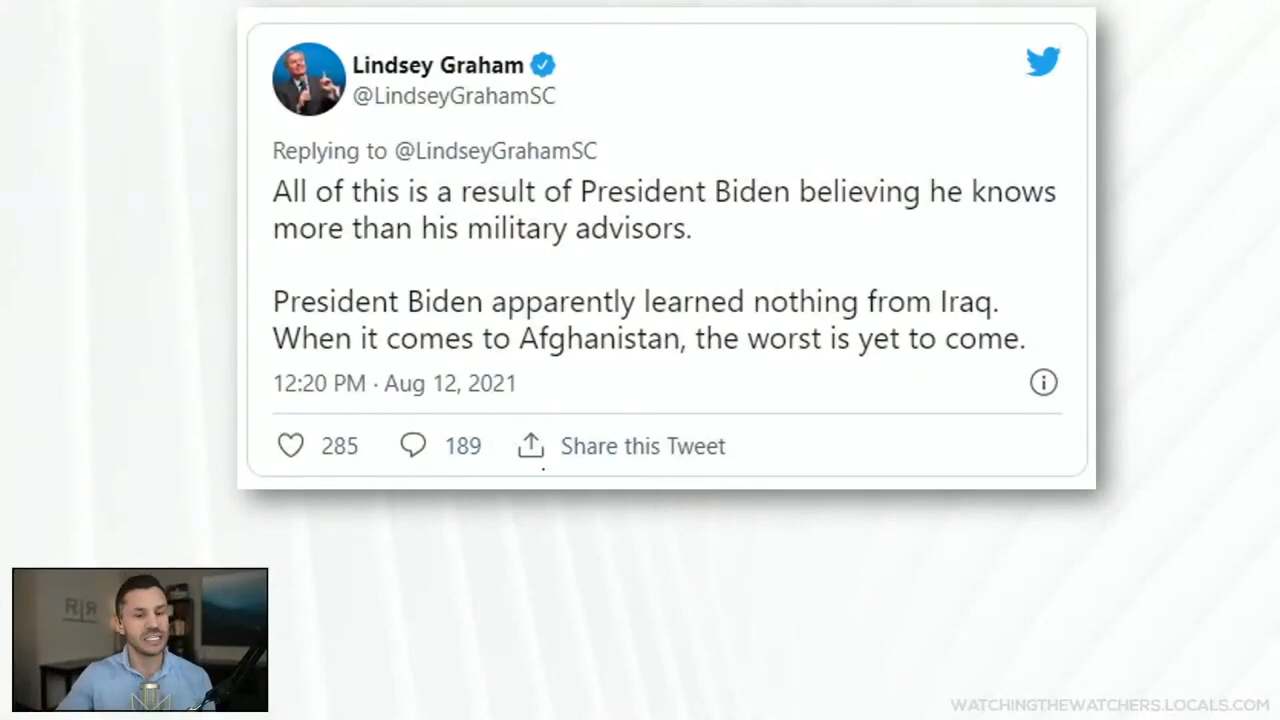 Lindsey Graham
@LindseyGrahamSC
Replying to @LindseyGrahamSC
All of this is a result of President Biden believing he knows
more than his military advisors.
President Biden apparently learned nothing from Iraq.
When it comes to Afghanistan, the worst is yet to come.
12:20 PM · Aug 12, 2021
285 189 Share this Tweet
R|R
WATCHINGTHEWATCHERS.LOCALS.COM